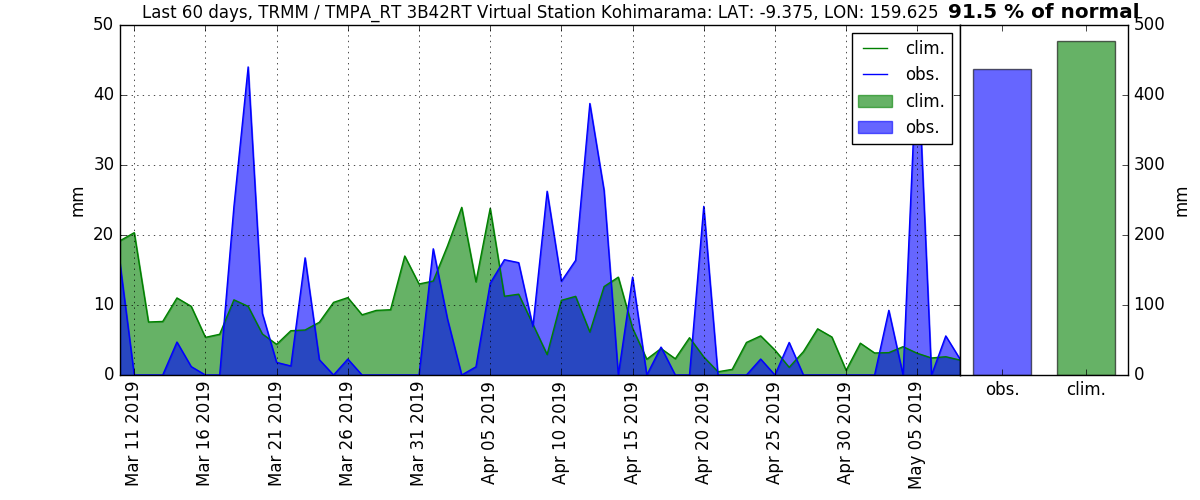 Last 60 days, TRMM / TMPA_RT 3B42RT Virtual Station Kohimarama: LAT: -9.375, LON: 159.625
91.5 % of normal
50
40
30
20
10
0
mm
clim.
obs.
clim.
obs.
Mar 11 2019
Mar 16 2019
Mar 21 2019
Mar 26 2019
Mar 31 2019
Apr 05 2019
Apr 10 2019
Apr 15 2019
Apr 20 2019
Apr 25 2019
Apr 30 2019
May 05 2019
500
400
300
200
100
0
mm
obs.
clim.